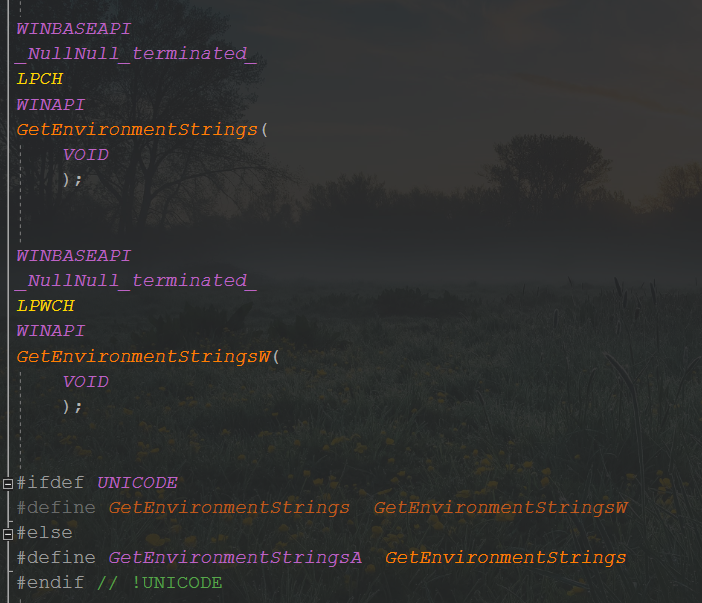 WINBASEAPI
_NullNull_terminated_
LPCH
WINAPI
GetEnvironmentStrings(
    VOID
    );
WINBASEAPI
_NullNull_terminated_
LPWCH
WINAPI
GetEnvironmentStringsW(
    VOID
    );
#ifdef UNICODE
#define GetEnvironmentStrings  GetEnvironmentStringsW
#else
#define GetEnvironmentStringsA  GetEnvironmentStrings
#endif // !UNICODE